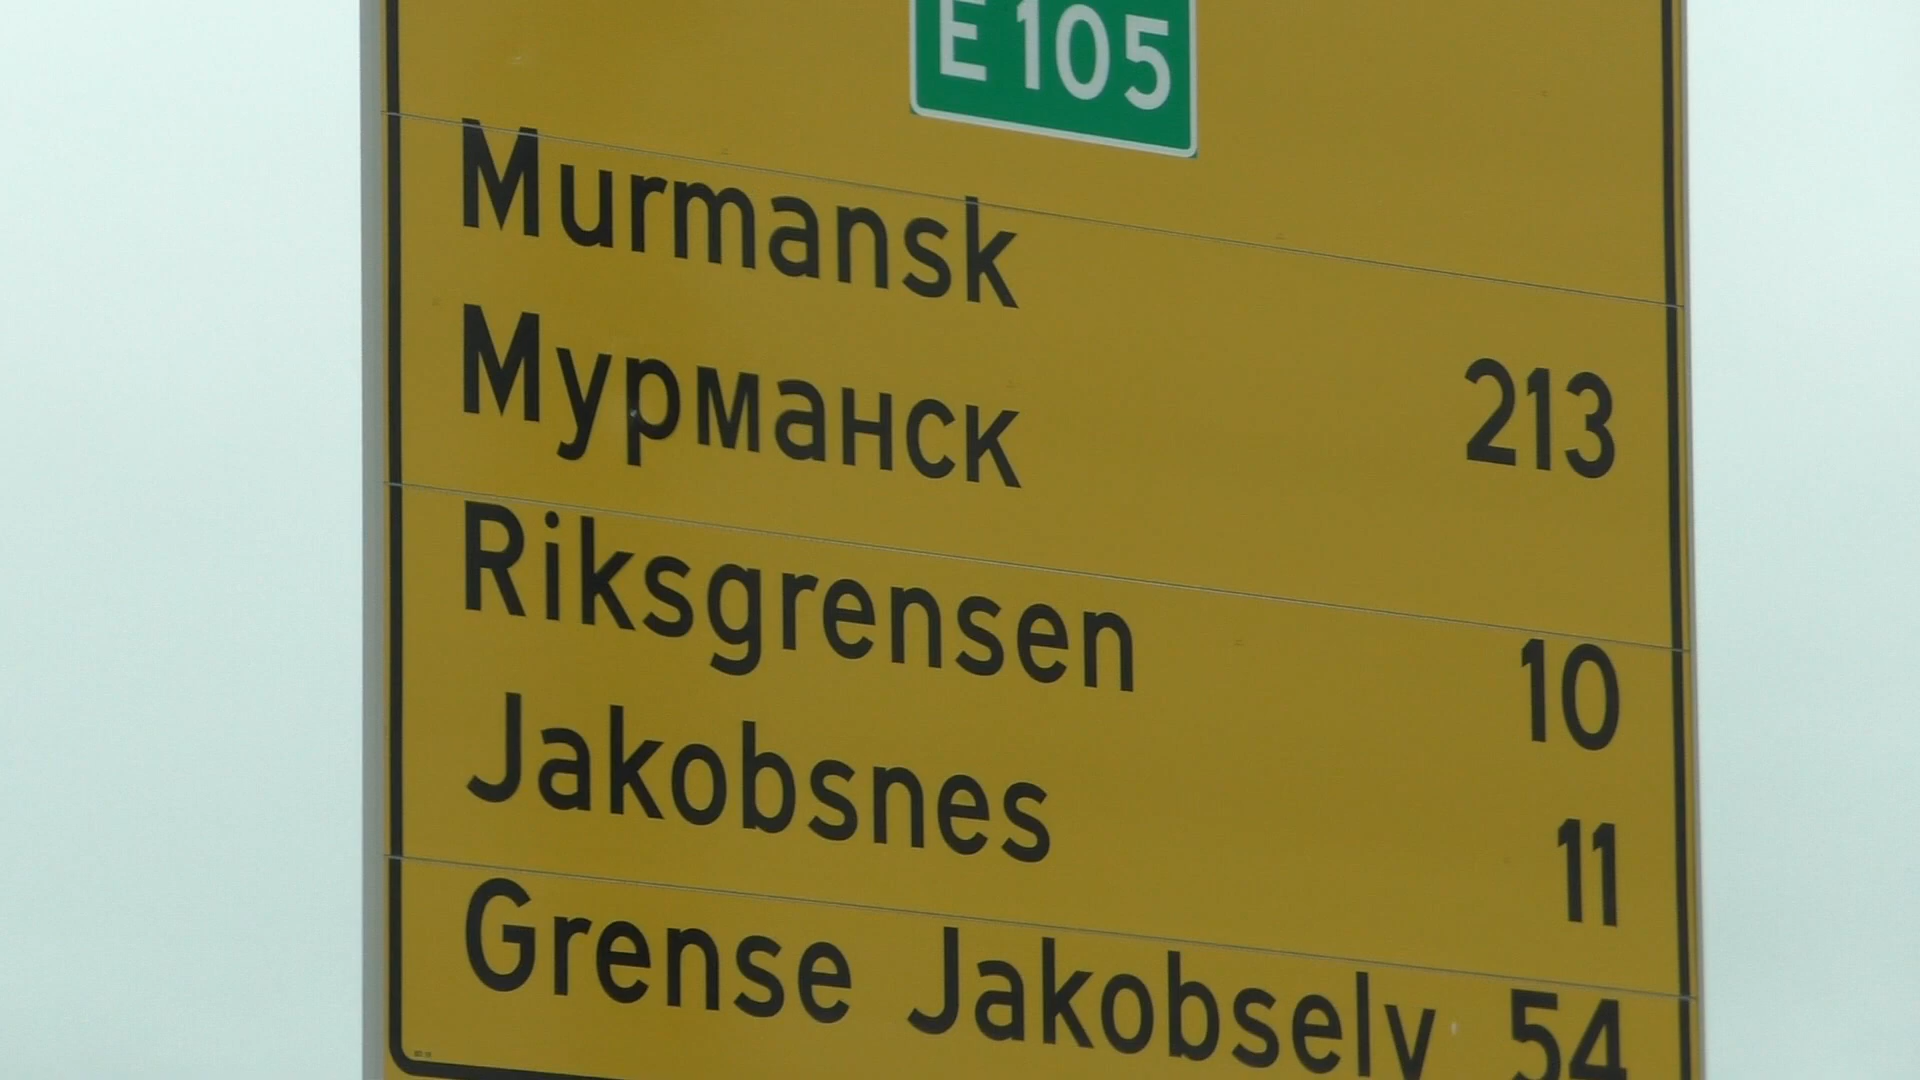 E 105
Murmansk
Мурманск 213
Riksgrensen 10
Jakobsnes 11
Grense Jakobselv 54